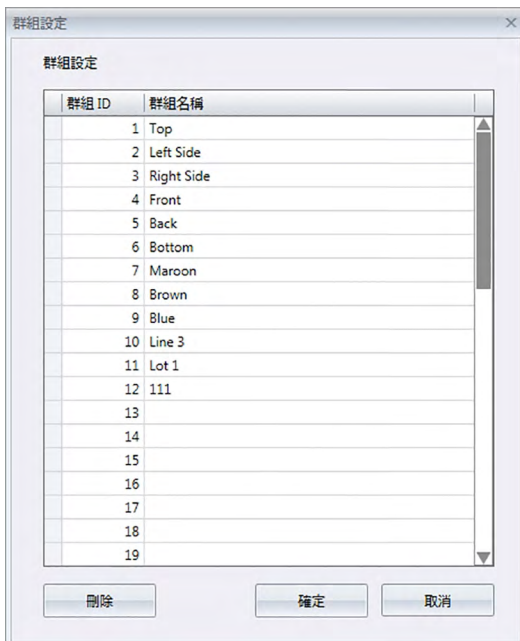 群組設定
群組設定
群組 ID 群組名稱
1 Top
2 Left Side
3 Right Side
4 Front
5 Back
6 Bottom
7 Maroon
8 Brown
9 Blue
10 Line 3
11 Lot 1
12 111
13
14
15
16
17
18
19
刪除 確定 取消